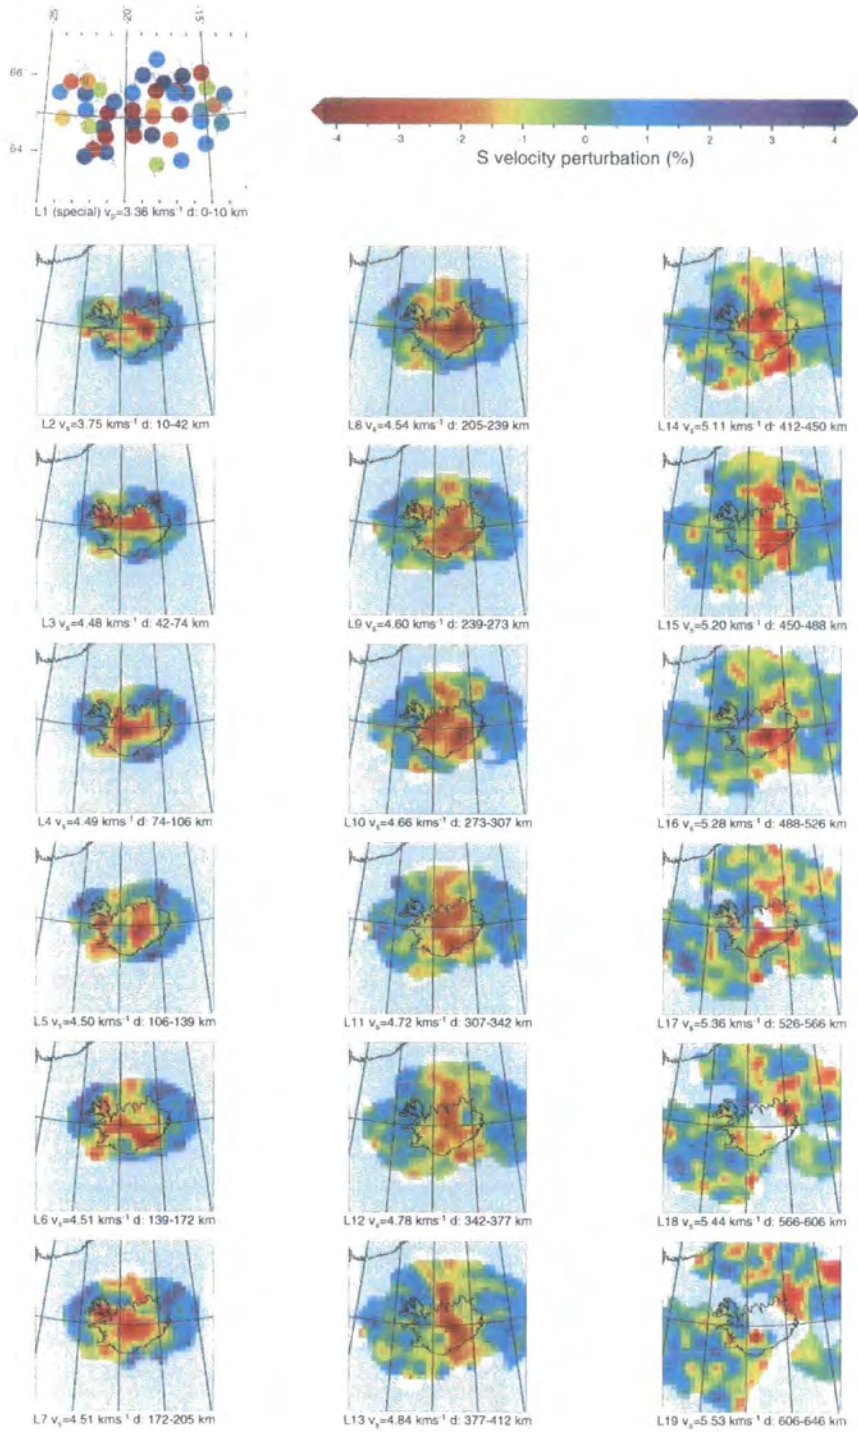 -25 -20 -15
66
64
L1 (special) vp=3.36 kms-1 d: 0-10 km
-4 -3 -2 -1 0 1 2 3 4
S velocity perturbation (%)
L2 vs=3.75 kms-1 d: 10-42 km
L8 vs=4.54 kms-1 d: 205-239 km
L14 vs=5.11 kms-1 d: 412-450 km
L3 vs=4.48 kms-1 d: 42-74 km
L9 vs=4.60 kms-1 d: 239-273 km
L15 vs=5.20 kms-1 d: 450-488 km
L4 vs=4.49 kms-1 d: 74-106 km
L10 vs=4.66 kms-1 d: 273-307 km
L16 vs=5.28 kms-1 d: 488-526 km
L5 vs=4.50 kms-1 d: 106-139 km
L11 vs=4.72 kms-1 d: 307-342 km
L17 vs=5.36 kms-1 d: 526-566 km
L6 vs=4.51 kms-1 d: 139-172 km
L12 vs=4.78 kms-1 d: 342-377 km
L18 vs=5.44 kms-1 d: 566-606 km
L7 vs=4.51 kms-1 d: 172-205 km
L13 vs=4.84 kms-1 d: 377-412 km
L19 vs=5.53 kms-1 d: 606-646 km